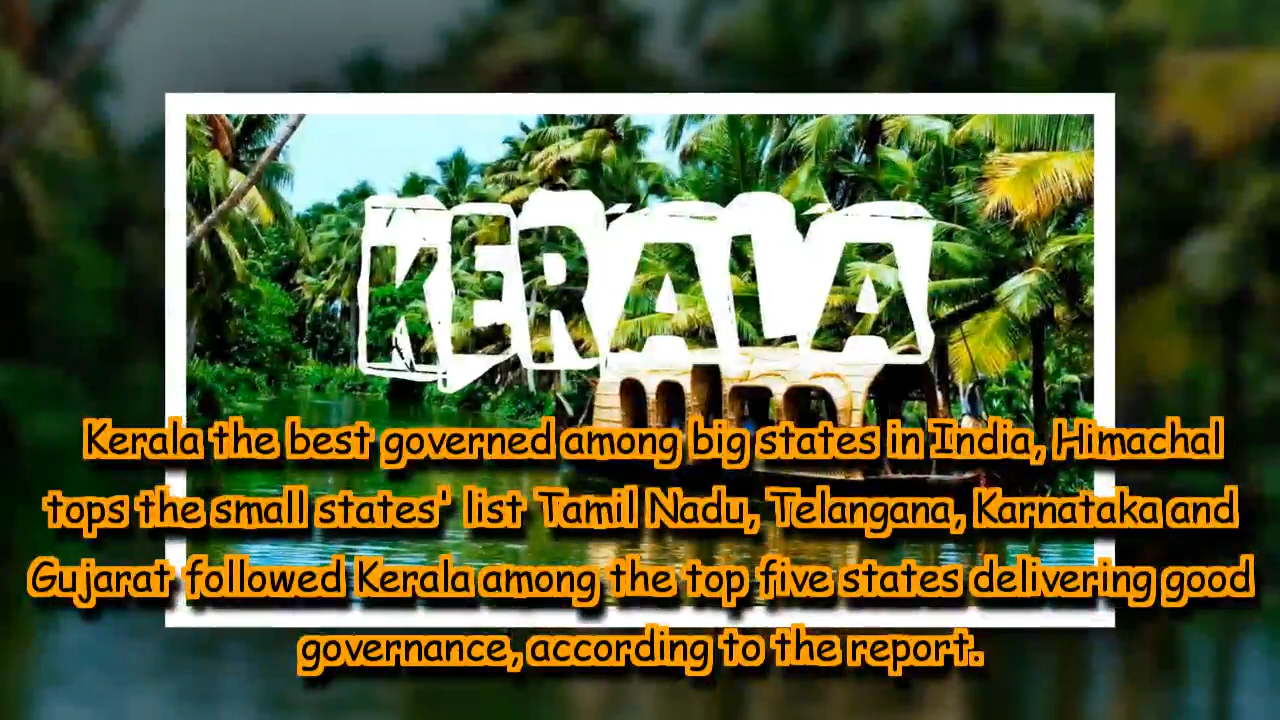 KERALA
Kerala the best governed among big states in India, Himachal
tops the small states' list Tamil Nadu, Telangana, Karnataka and
Gujarat followed Kerala among the top five states delivering good
governance, according to the report.